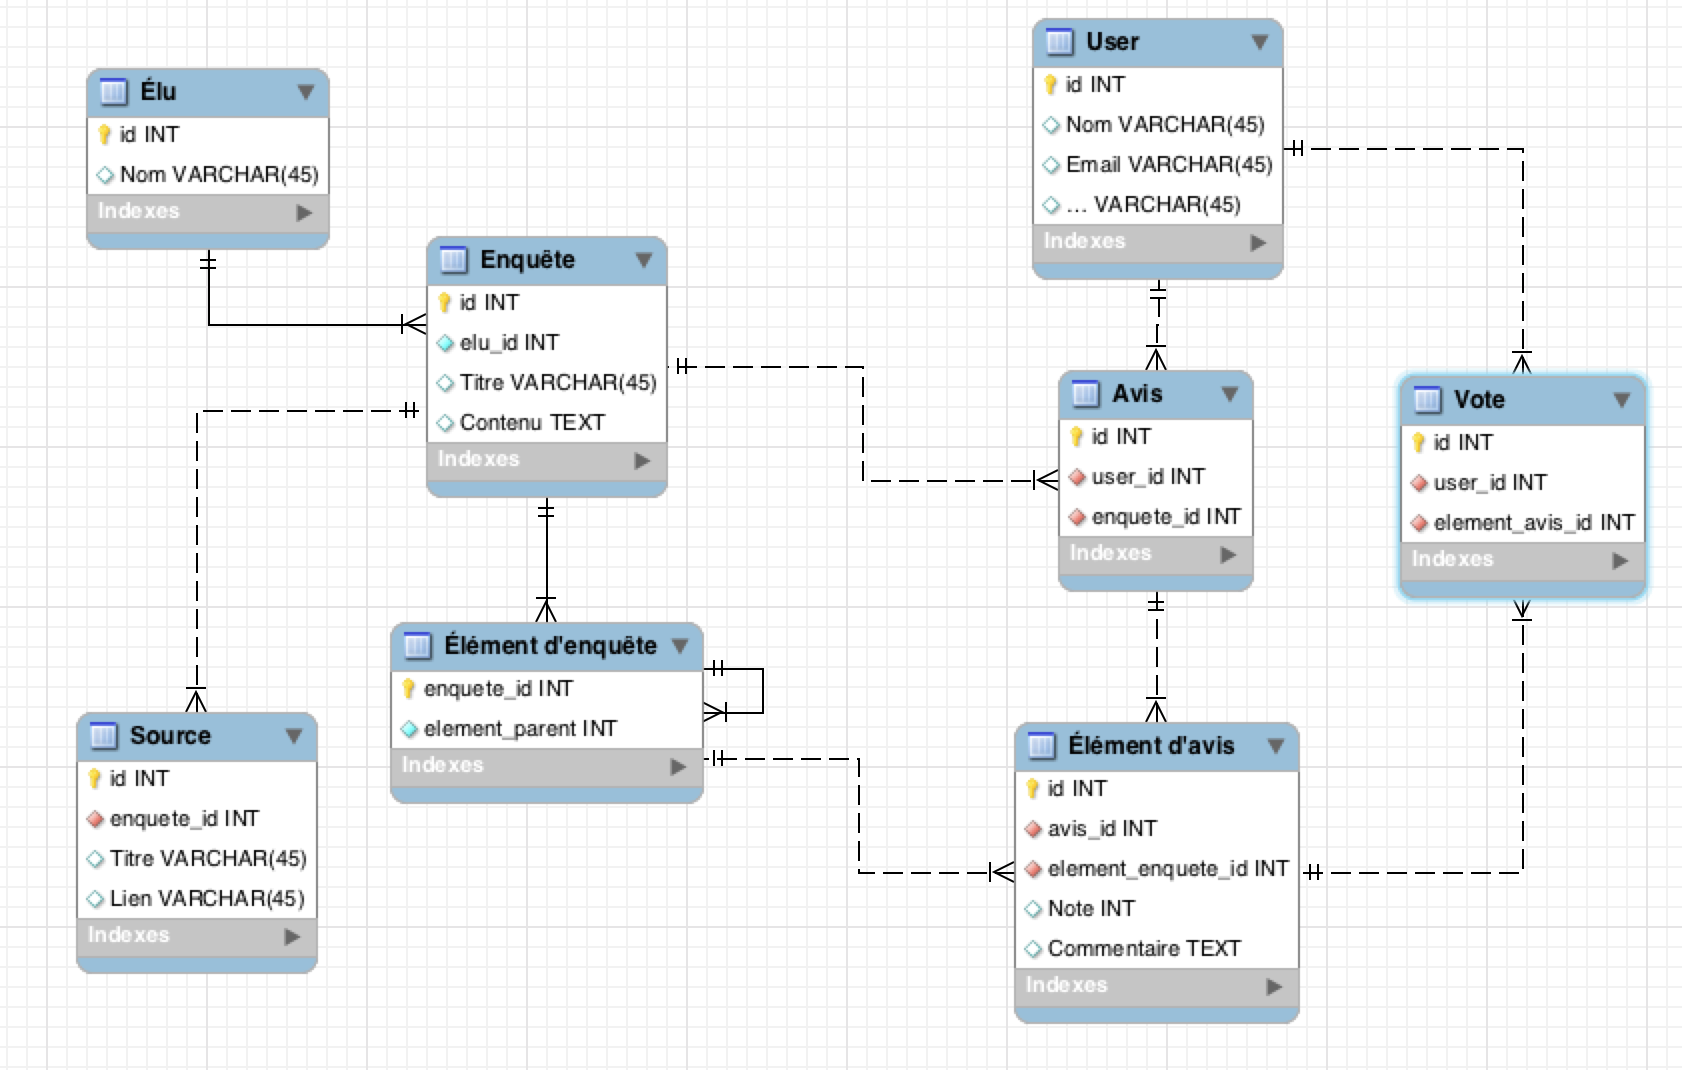 Élu
id INT
Nom VARCHAR(45)
Indexes
Enquête
id INT
elu_id INT
Titre VARCHAR(45)
Contenu TEXT
Indexes
User
id INT
Nom VARCHAR(45)
Email VARCHAR(45)
... VARCHAR(45)
Indexes
Avis
id INT
user_id INT
enquete_id INT
Indexes
Vote
id INT
user_id INT
element_avis_id INT
Indexes
Élément d'enquête
enquete_id INT
element_parent INT
Indexes
Source
id INT
enquete_id INT
Titre VARCHAR(45)
Lien VARCHAR(45)
Indexes
Élément d'avis
id INT
avis_id INT
element_enquete_id INT
Note INT
Commentaire TEXT
Indexes